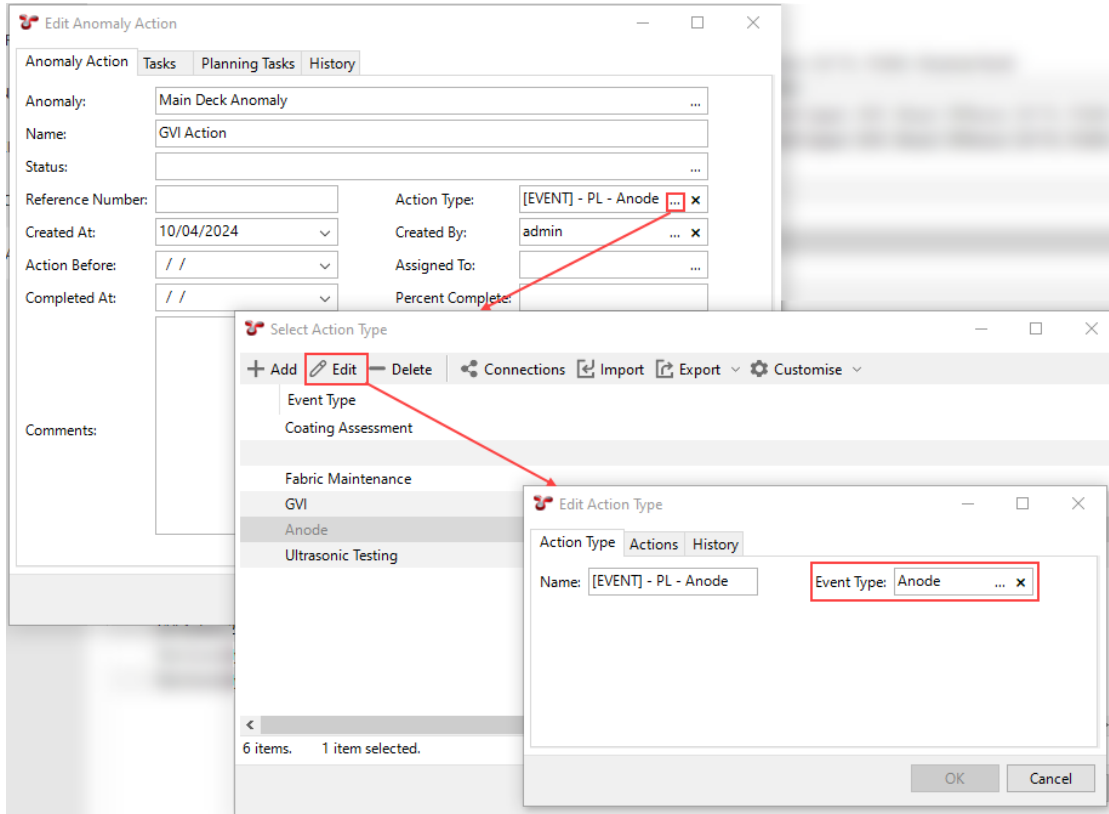 Edit Anomaly Action
Anomaly Action Tasks Planning Tasks History
Anomaly: Main Deck Anomaly ...
Name: GVI Action
Status: ...
Reference Number: Action Type: [EVENT] - PL - Anode ... ×
Created At: 10/04/2024 Created By: admin ... ×
Action Before: / / Assigned To: ...
Completed At: / / Percent Complete:
Comments:
Select Action Type
Add Edit Delete Connections Import Export Customise
Event Type
Coating Assessment
Fabric Maintenance
GVI
Anode
Ultrasonic Testing
6 items. 1 item selected.
Edit Action Type
Action Type Actions History
Name: [EVENT] - PL - Anode Event Type: Anode ... ×
OK Cancel